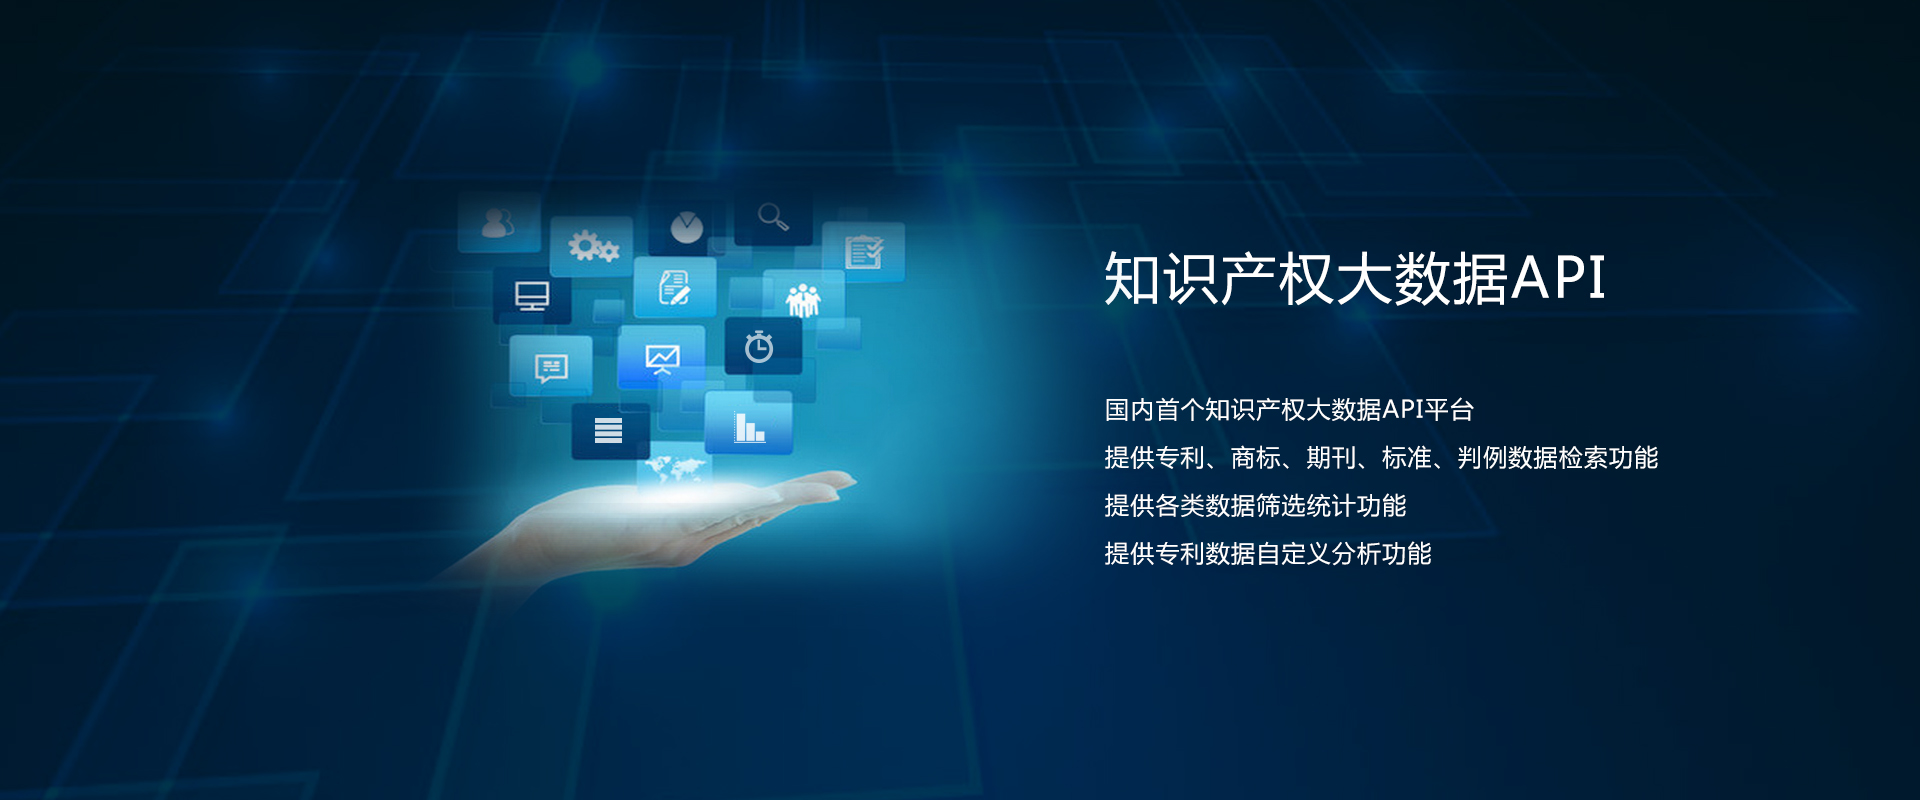 知识产权大数据API
国内首个知识产权大数据API平台
提供专利、商标、期刊、标准、判例数据检索功能
提供各类数据筛选统计功能
提供专利数据自定义分析功能